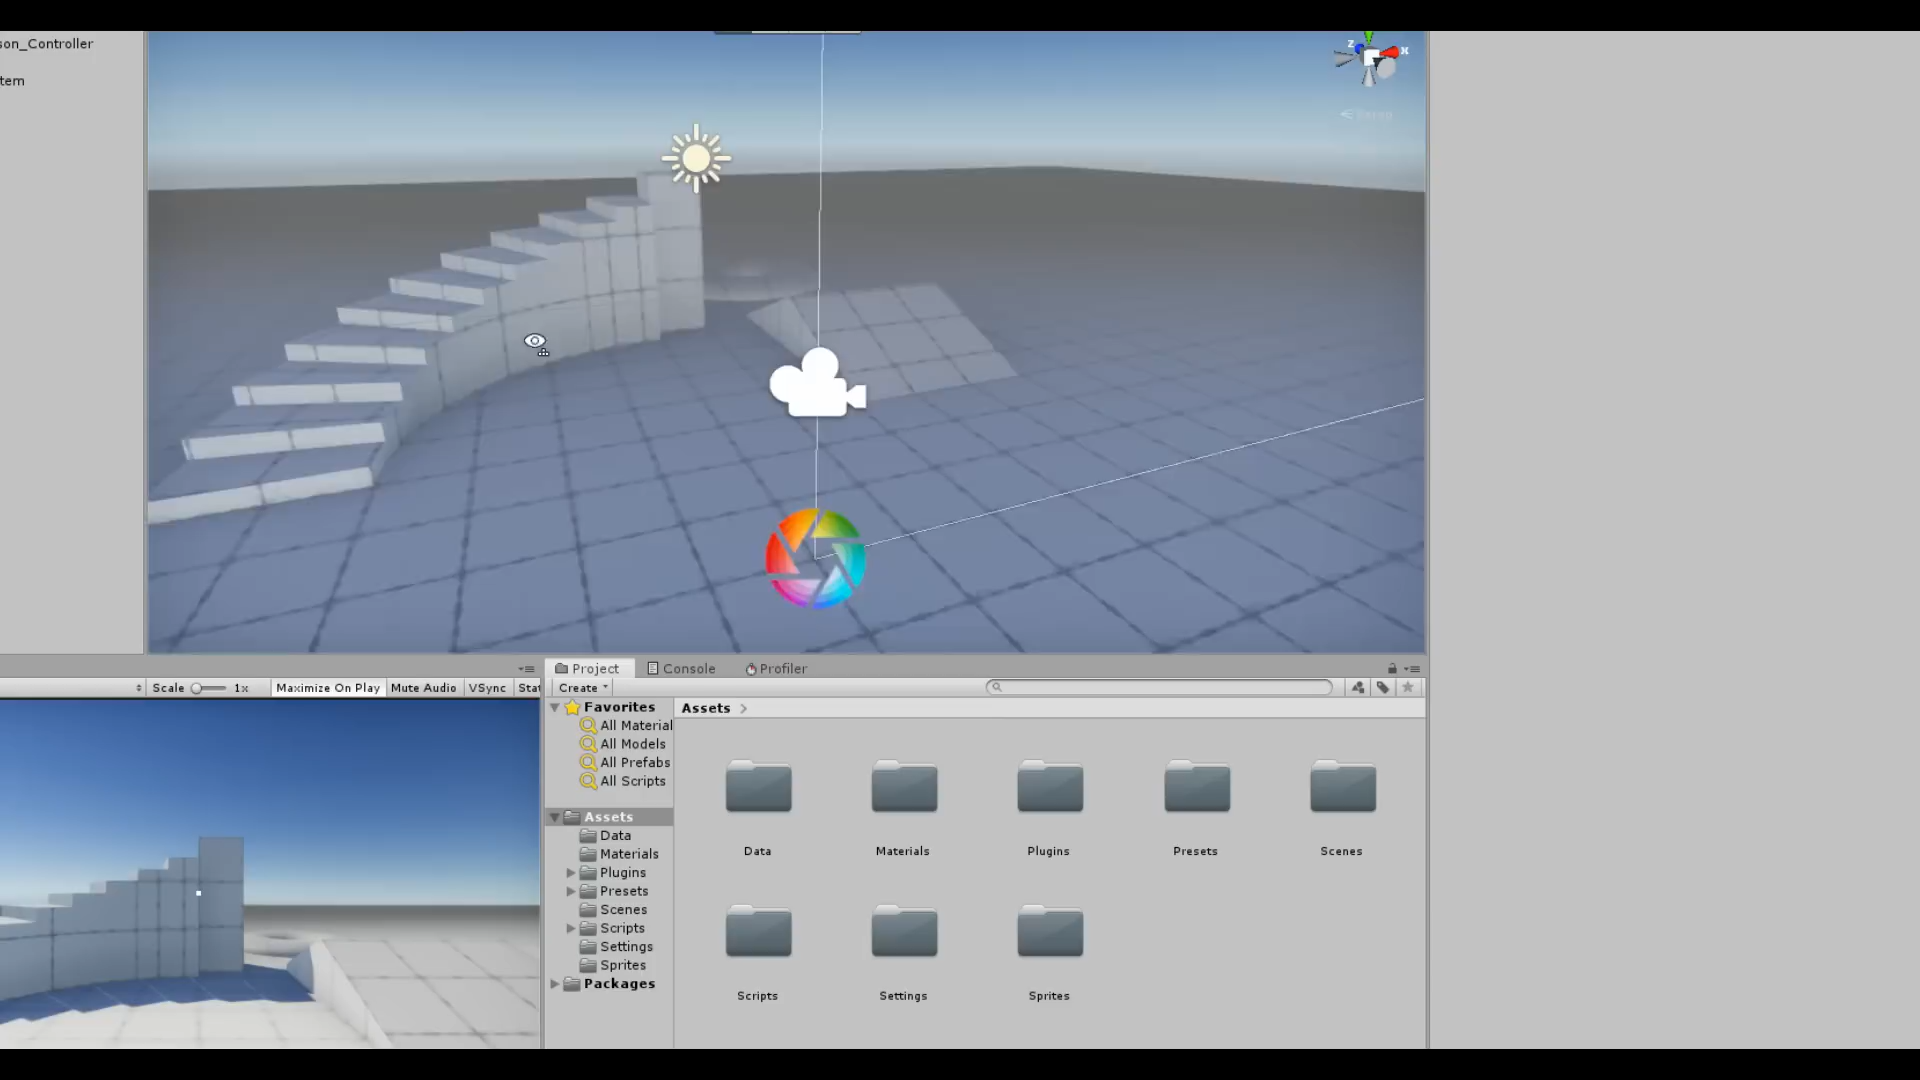 son_Controller
tem
Z
X
Persp
Project
Console
Profiler
Scale
1x
Maximize On Play
Mute Audio
VSync
Stat
Create
Favorites
All Material
All Models
All Prefabs
All Scripts
Assets
Data
Materials
Plugins
Presets
Scenes
Scripts
Settings
Sprites
Packages
Assets
Data
Materials
Plugins
Presets
Scenes
Scripts
Settings
Sprites